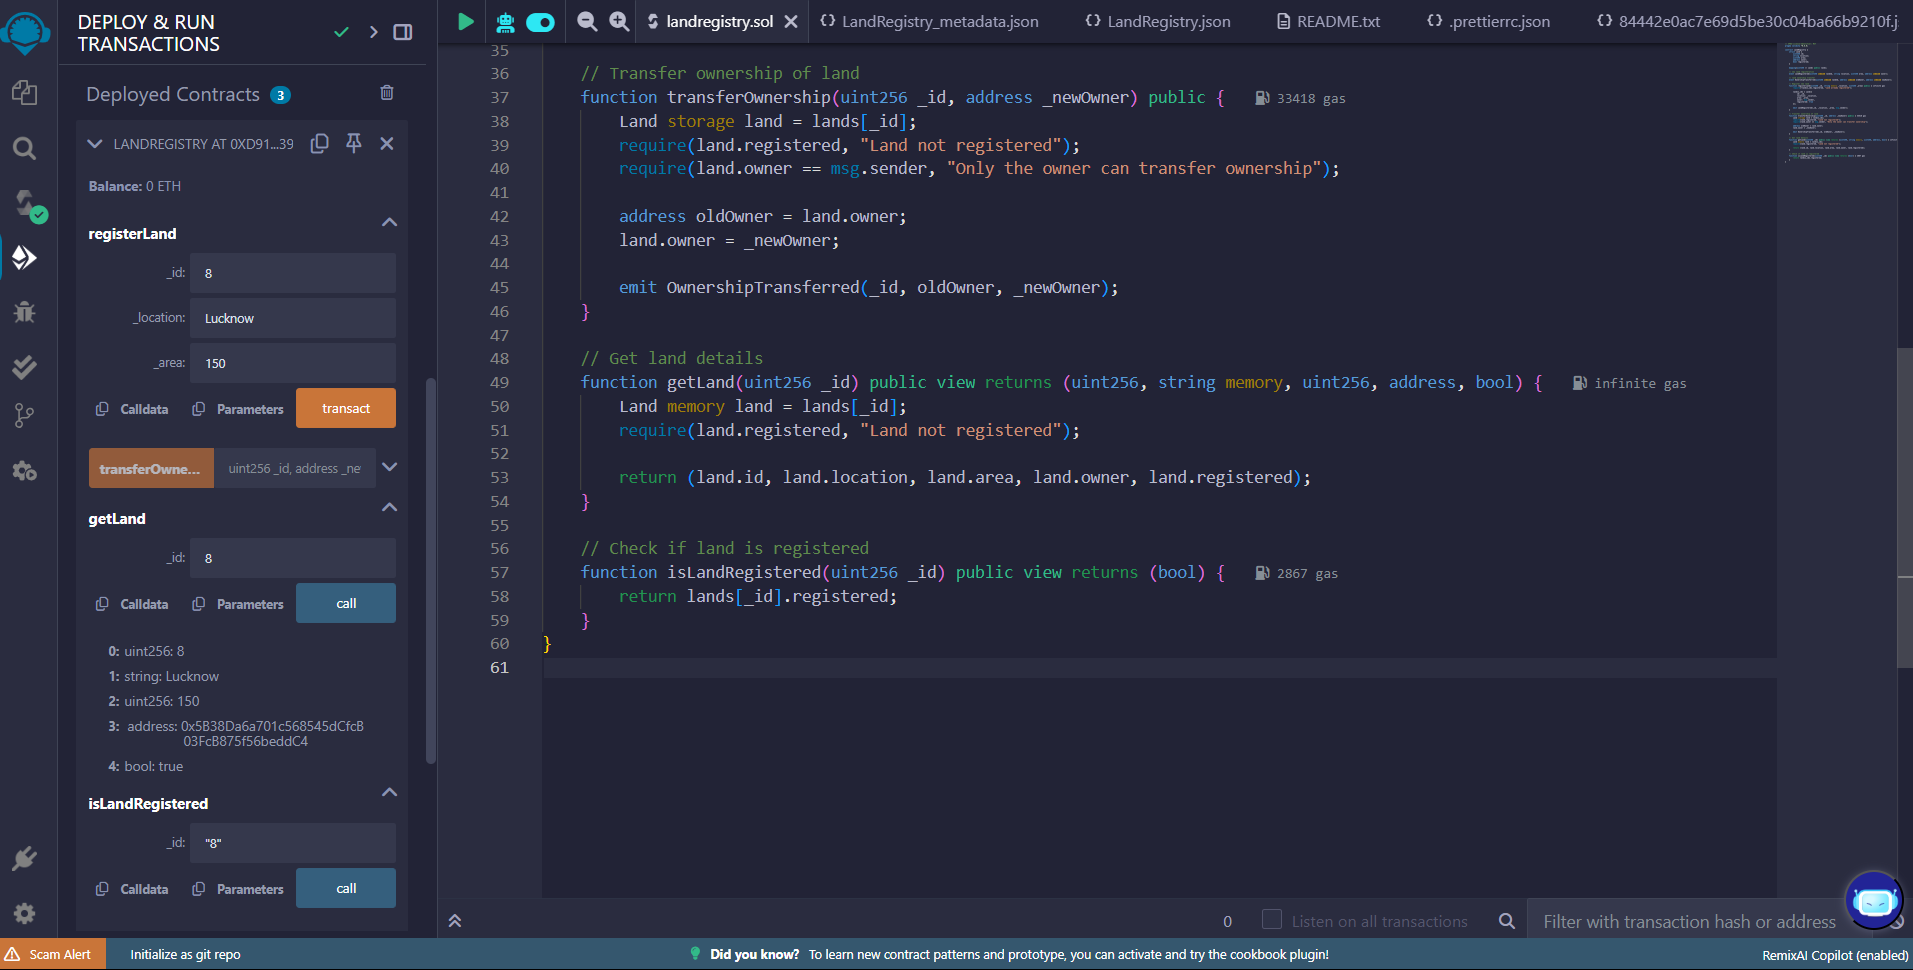 DEPLOY & RUN
TRANSACTIONS
Deployed Contracts 3
LANDREGISTRY AT 0XD91...39
Balance: 0 ETH
registerLand
_id: 8
_location: Lucknow
_area: 150
Calldata Parameters transact
transferOwne... uint256 _id, address _ne
getLand
_id: 8
Calldata Parameters call
0: uint256: 8
1: string: Lucknow
2: uint256: 150
3: address: 0x5B38Da6a701c568545dCfcB
03FcB875f56beddC4
4: bool: true
isLandRegistered
_id: "8"
Calldata Parameters call
landregistry.sol {} LandRegistry_metadata.json {} LandRegistry.json README.txt {} .prettierrc.json {} 84442e0ac7e69d5be30c04ba66b9210f.j
35
36 // Transfer ownership of land
37 function transferOwnership(uint256 _id, address _newOwner) public { 33418 gas
38 Land storage land = lands[_id];
39 require(land.registered, "Land not registered");
40 require(land.owner == msg.sender, "Only the owner can transfer ownership");
41
42 address oldOwner = land.owner;
43 land.owner = _newOwner;
44
45 emit OwnershipTransferred(_id, oldOwner, _newOwner);
46 }
47
48 // Get land details
49 function getLand(uint256 _id) public view returns (uint256, string memory, uint256, address, bool) { infinite gas
50 Land memory land = lands[_id];
51 require(land.registered, "Land not registered");
52
53 return (land.id, land.location, land.area, land.owner, land.registered);
54 }
55
56 // Check if land is registered
57 function isLandRegistered(uint256 _id) public view returns (bool) { 2867 gas
58 return lands[_id].registered;
59 }
60 }
61
0 Listen on all transactions Filter with transaction hash or address
Scam Alert Initialize as git repo Did you know? To learn new contract patterns and prototype, you can activate and try the cookbook plugin! RemixAI Copilot (enabled)